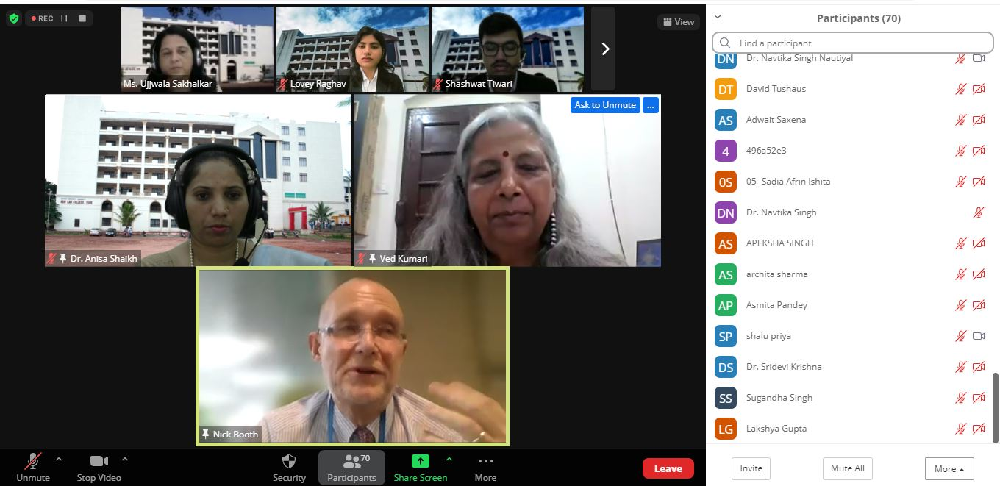 REC
View
Ms. Ujjwala Sakhalkar
Lovey Raghav
Shashwat Tiwari
Ask to Unmute
...
NEW LAW COLLEGE, PUNE
Dr. Anisa Shaikh
Ved Kumari
Nick Booth
Unmute
Stop Video
Security
70
Participants
Share Screen
More
Leave
Participants (70)
Find a participant
DN Dr. Navtika Singh Nautiyal
DT David Tushaus
AS Adwait Saxena
4 496a52e3
0S 05- Sadia Afrin Ishita
DN Dr. Navtika Singh
AS APEKSHA SINGH
AS archita sharma
AP Asmita Pandey
SP shalu priya
DS Dr. Sridevi Krishna
SS Sugandha Singh
LG Lakshya Gupta
Invite
Mute All
More